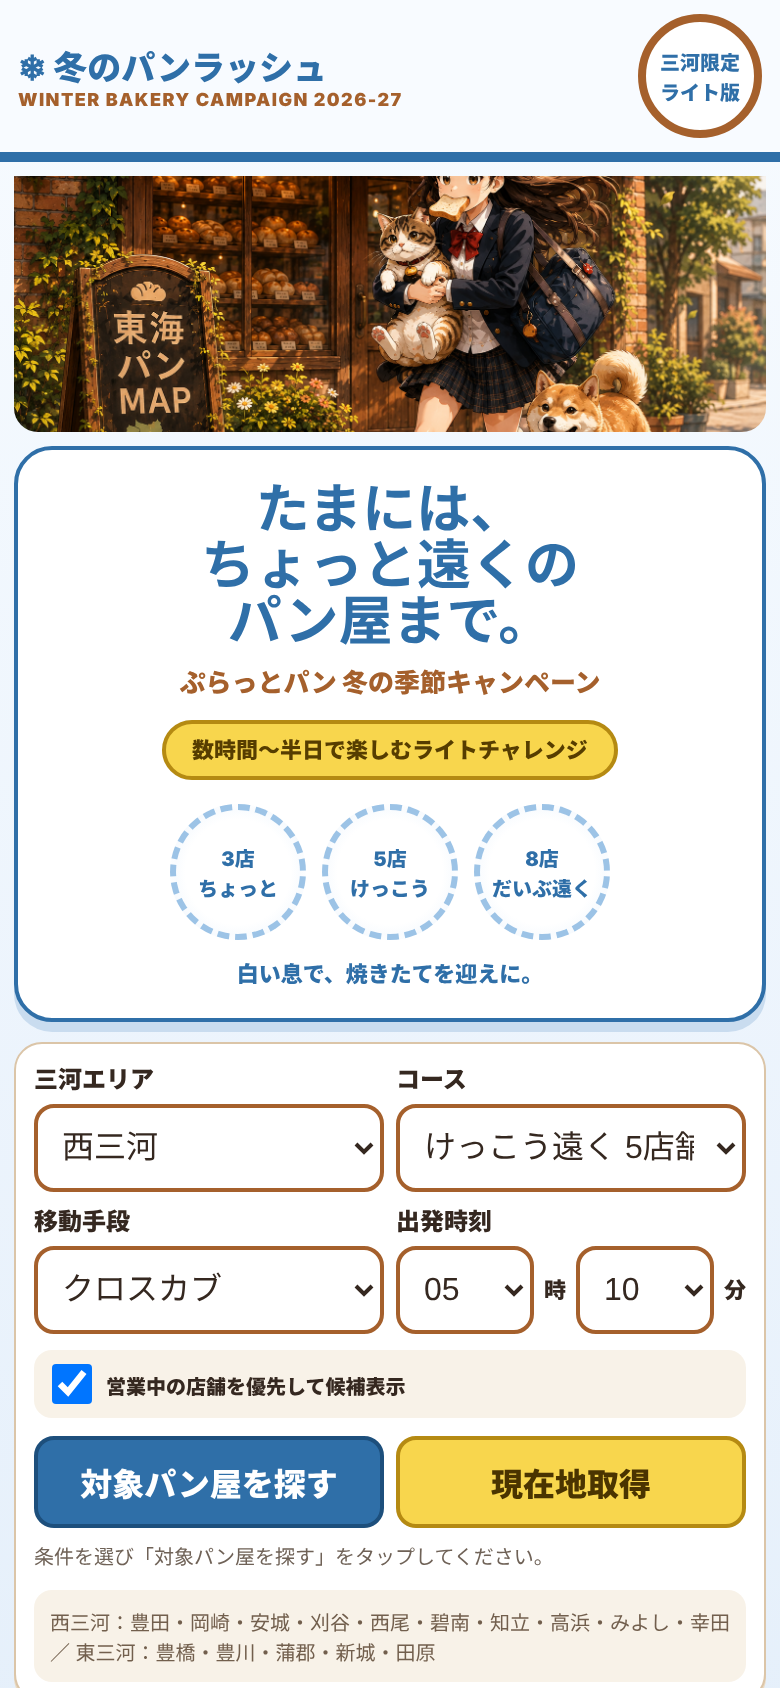 ❄ 冬のパンラッシュ
WINTER BAKERY CAMPAIGN 2026-27
三河限定
ライト版
東海
パン
MAP
たまには、
ちょっと遠くの
パン屋まで。
ぷらっとパン 冬の季節キャンペーン
数時間〜半日で楽しむライトチャレンジ
3店
ちょっと
5店
けっこう
8店
だいぶ遠く
白い息で、焼きたてを迎えに。
三河エリア
コース
西三河
けっこう遠く 5店舗
移動手段
出発時刻
クロスカブ
05
時
10
分
営業中の店舗を優先して候補表示
対象パン屋を探す
現在地取得
条件を選び「対象パン屋を探す」をタップしてください。
西三河：豊田・岡崎・安城・刈谷・西尾・碧南・知立・高浜・みよし・幸田
／ 東三河：豊橋・豊川・蒲郡・新城・田原